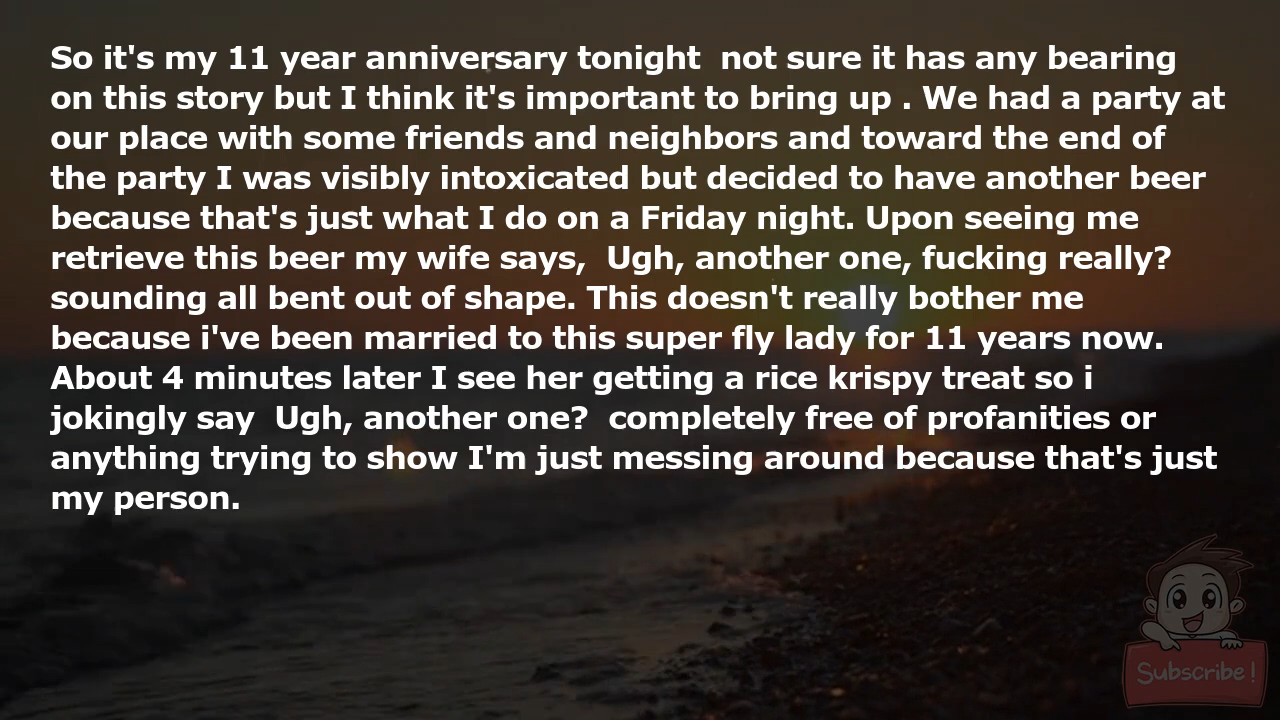 So it's my 11 year anniversary tonight  not sure it has any bearing
on this story but I think it's important to bring up . We had a party at
our place with some friends and neighbors and toward the end of
the party I was visibly intoxicated but decided to have another beer
because that's just what I do on a Friday night. Upon seeing me
retrieve this beer my wife says,  Ugh, another one, fucking really?
sounding all bent out of shape. This doesn't really bother me
because i've been married to this super fly lady for 11 years now.
About 4 minutes later I see her getting a rice krispy treat so i
jokingly say  Ugh, another one?  completely free of profanities or
anything trying to show I'm just messing around because that's just
my person.
Subscribe!